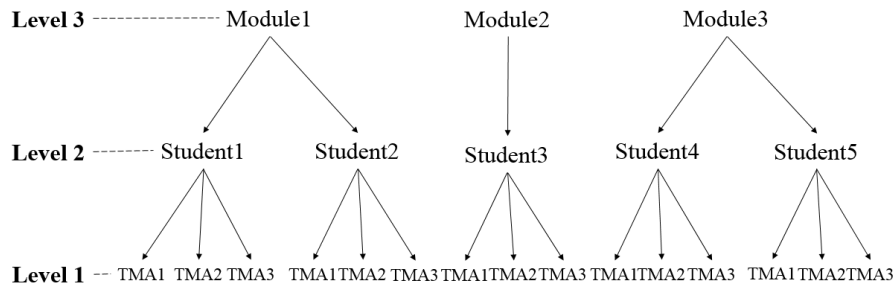 Level 3 Module1 Module2 Module3
Level 2 Student1 Student2 Student3 Student4 Student5
Level 1 TMA1 TMA2 TMA3 TMA1 TMA2 TMA3 TMA1 TMA2 TMA3 TMA1 TMA2 TMA3 TMA1 TMA2 TMA3